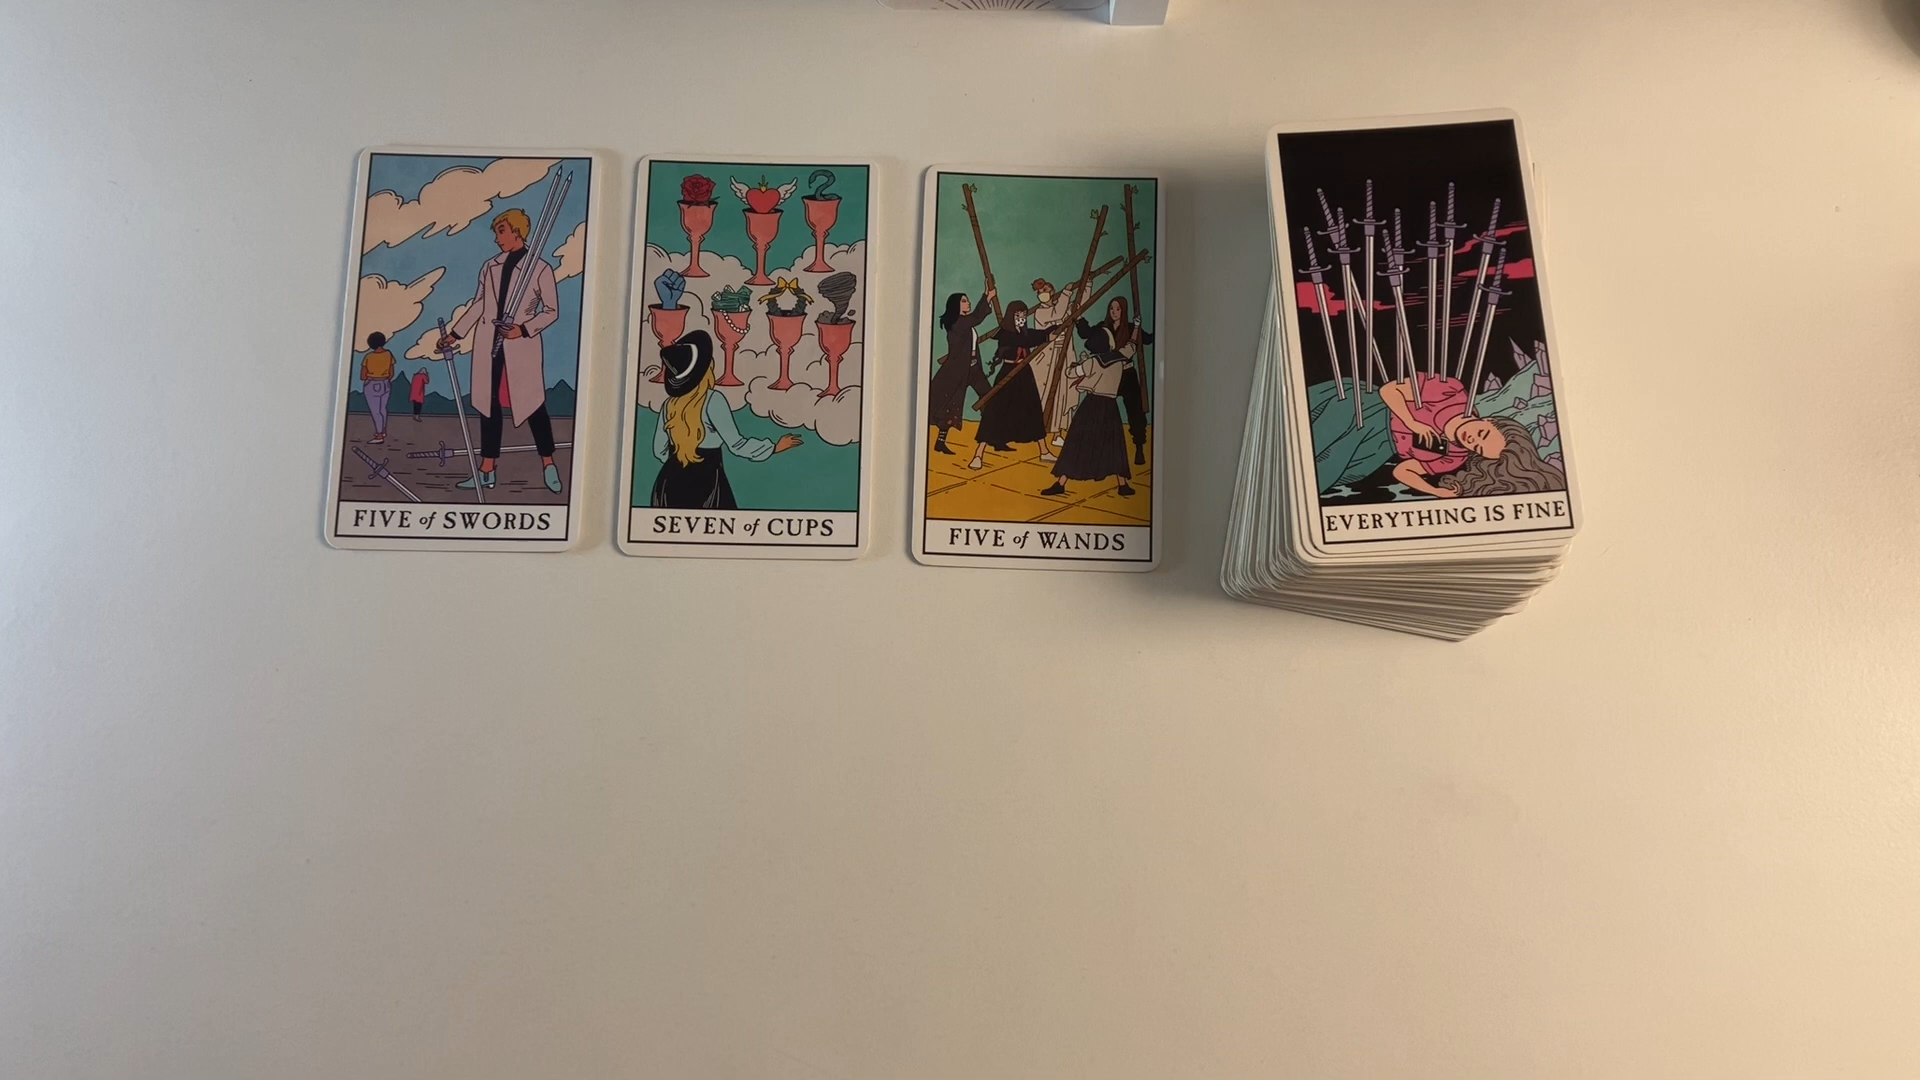 FIVE of SWORDS
SEVEN of CUPS
FIVE of WANDS
EVERYTHING IS FINE